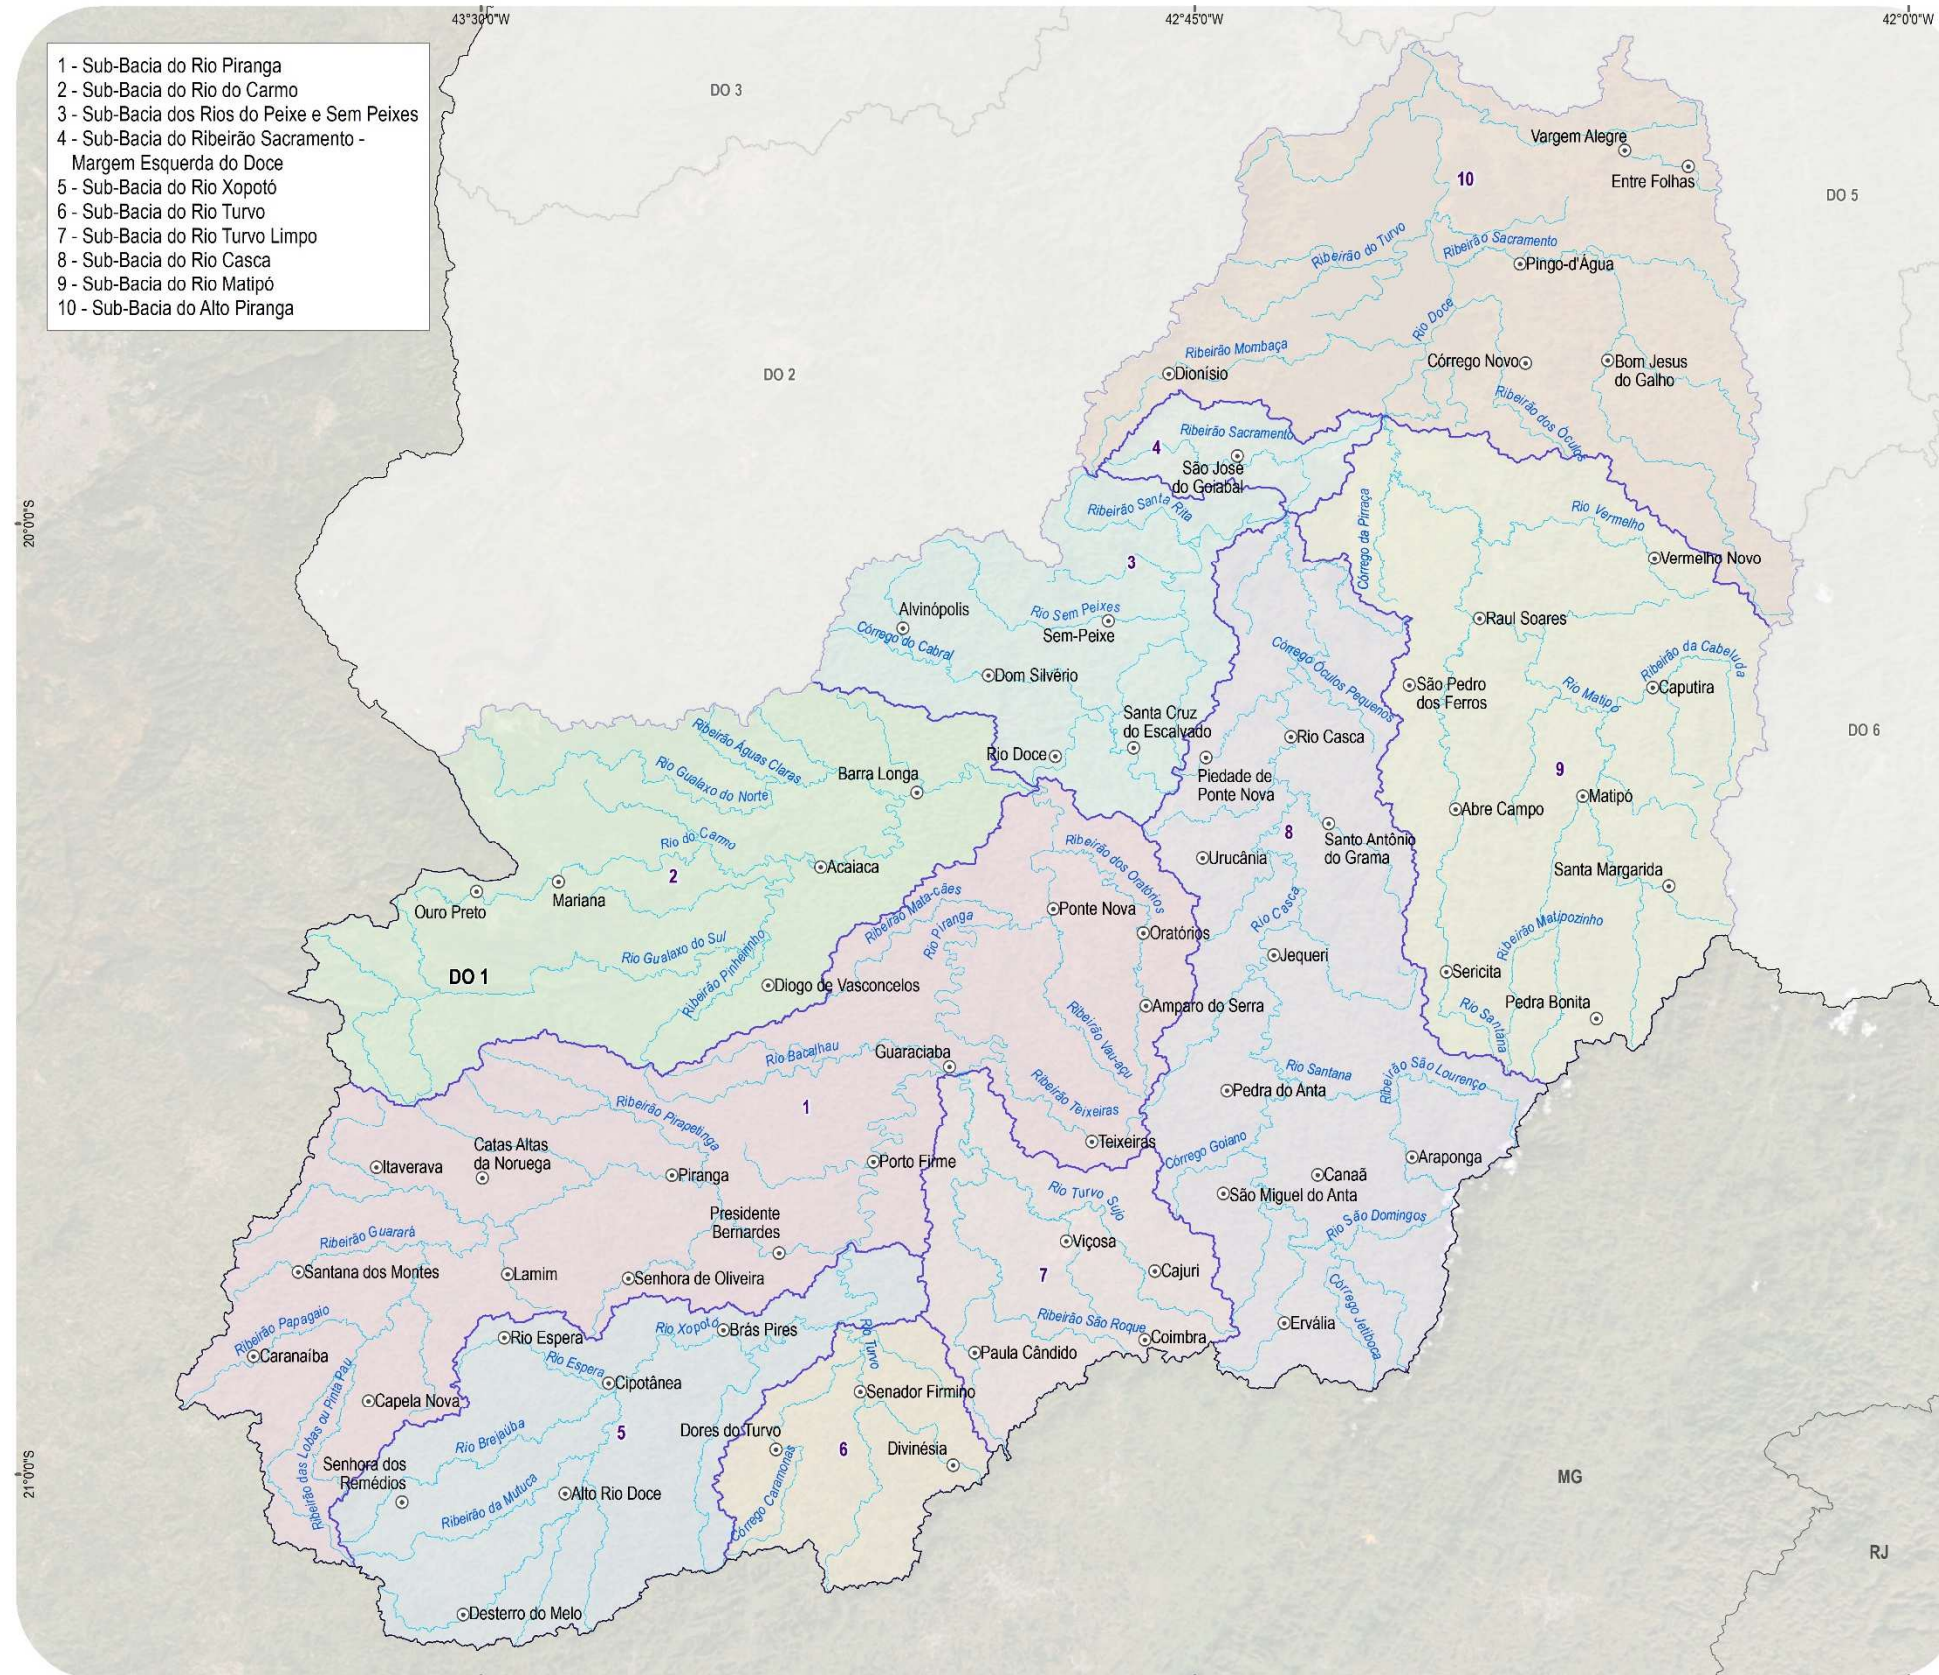 43°30'0"W
42°45'0"W
42°0'0"W
1 - Sub-Bacia do Rio Piranga
2 - Sub-Bacia do Rio do Carmo
3 - Sub-Bacia dos Rios do Peixe e Sem Peixes
4 - Sub-Bacia do Ribeirão Sacramento -
Margem Esquerda do Doce
5 - Sub-Bacia do Rio Xopotó
6 - Sub-Bacia do Rio Turvo
7 - Sub-Bacia do Rio Turvo Limpo
8 - Sub-Bacia do Rio Casca
9 - Sub-Bacia do Rio Matipó
10 - Sub-Bacia do Alto Piranga
DO 3
Vargem Alegre
10
Entre Folhas
DO 5
Ribeirão do Turvo
Ribeirão Sacramento
Pingo-d'Água
Rio Doce
Ribeirão Mombaça
Dionísio
Córrego Novo
Bom Jesus
do Galho
DO 2
Ribeirão dos Óculos
Ribeirão Sacramento
4
São José
do Goiabal
20°0'0"S
Ribeirão Santa Rita
Córrego da Pirraça
Rio Vermelho
Vermelho Novo
3
Alvinópolis
Rio Sem Peixes
Sem-Peixe
Córrego do Cabral
Dom Silvério
Raul Soares
Córrego Óculos Pequenos
Ribeirão da Cabeluda
São Pedro
dos Ferros
Rio Matipó
Caputira
Santa Cruz
do Escalvado
Rio Doce
Rio Casca
DO 6
Ribeirão Águas Claras
Rio Gualaxo do Norte
Barra Longa
Piedade de
Ponte Nova
9
Matipó
Abre Campo
8
Santo Antônio
do Grama
Rio do Carmo
Ribeirão dos Oratórios
Urucânia
2
Acaiaca
Santa Margarida
Mariana
Ouro Preto
Ribeirão Mata-cães
Rio Piranga
Ponte Nova
Oratórios
Rio Casca
Ribeirão Matipozinho
Rio Gualaxo do Sul
Ribeirão Pinheirinho
Jequeri
DO 1
Diogo de Vasconcelos
Sericita
Amparo do Serra
Rio Santana
Pedra Bonita
Ribeirão Vau-açu
Rio Bacalhau
Guaraciaba
Rio Santana
Ribeirão São Lourenço
Pedra do Anta
1
Ribeirão Pirapetinga
Ribeirão Teixeiras
Teixeiras
Catas Altas
da Noruega
Itaverava
Piranga
Porto Firme
Córrego Goiano
Araponga
Canaã
São Miguel do Anta
Rio Turvo Sujo
Presidente
Bernardes
Rio São Domingos
Ribeirão Guarará
Viçosa
Santana dos Montes
Lamim
Senhora de Oliveira
7
Cajuri
Córrego Jetiboca
Ribeirão Papagaio
Rio Espera
Rio Xopotó
Brás Pires
Rio Turvo
Ribeirão São Roque
Coimbra
Ervália
Caranaíba
Rio Espera
Paula Cândido
Cipotânea
Senador Firmino
Capela Nova
Ribeirão das Lobas ou Pinta Pau
Rio Brejaúba
5
Dores do Turvo
6
Divinésia
21°0'0"S
Senhora dos
Remédios
Ribeirão da Mutuca
Alto Rio Doce
Córrego Caramonas
MG
RJ
Desterro do Melo